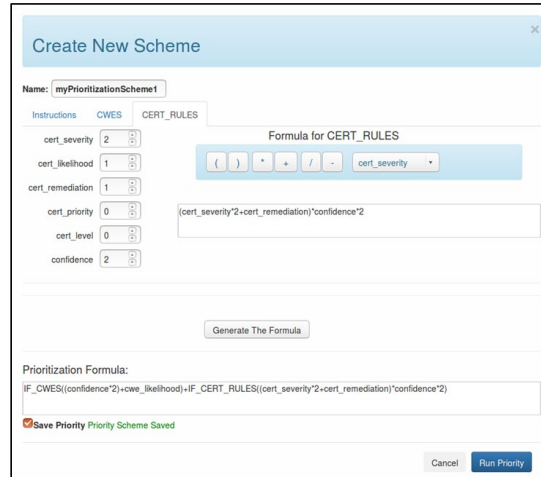 Create New Scheme
×
Name: myPrioritizationScheme1
Instructions CWES CERT_RULES
cert_severity 2
Formula for CERT_RULES
( ) * + / - cert_severity
cert_likelihood 1
cert_remediation 1
cert_priority 0
(cert_severity*2+cert_remediation)*confidence*2
cert_level 0
confidence 2
Generate The Formula
Prioritization Formula:
IF_CWES((confidence*2)+cwe_likelihood)+IF_CERT_RULES((cert_severity*2+cert_remediation)*confidence*2)
Save Priority Priority Scheme Saved
Cancel Run Priority